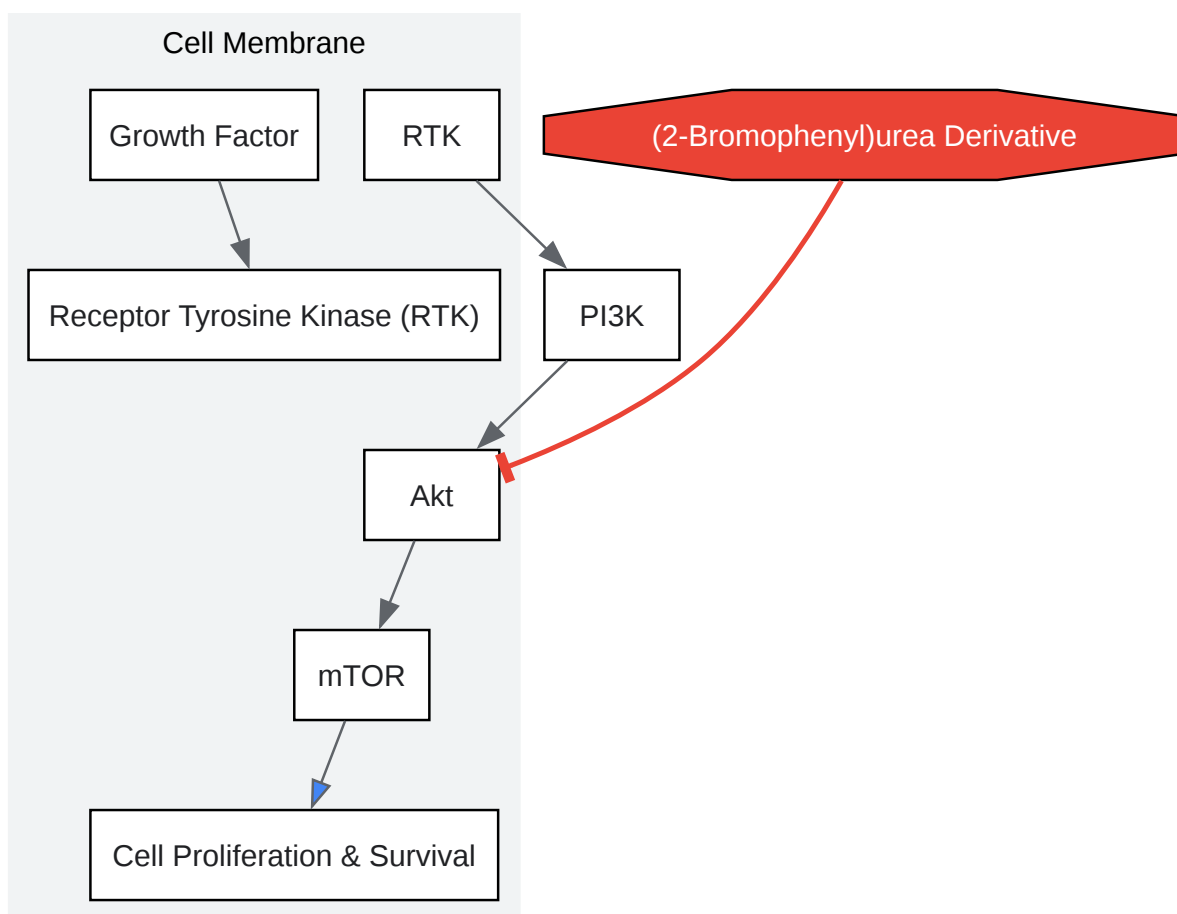 Cell Membrane
Growth Factor
RTK
(2-Bromophenyl)urea Derivative
Receptor Tyrosine Kinase (RTK)
PI3K
Akt
mTOR
Cell Proliferation & Survival